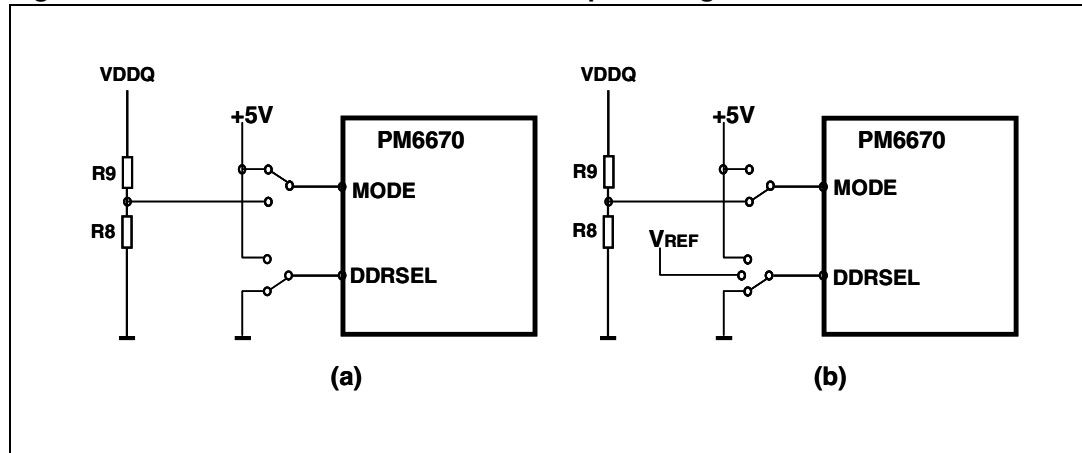 VDDQ
+5V
PM6670
R9
MODE
R8
DDRSEL
(a)
VDDQ
+5V
PM6670
R9
MODE
R8
VREF
DDRSEL
(b)